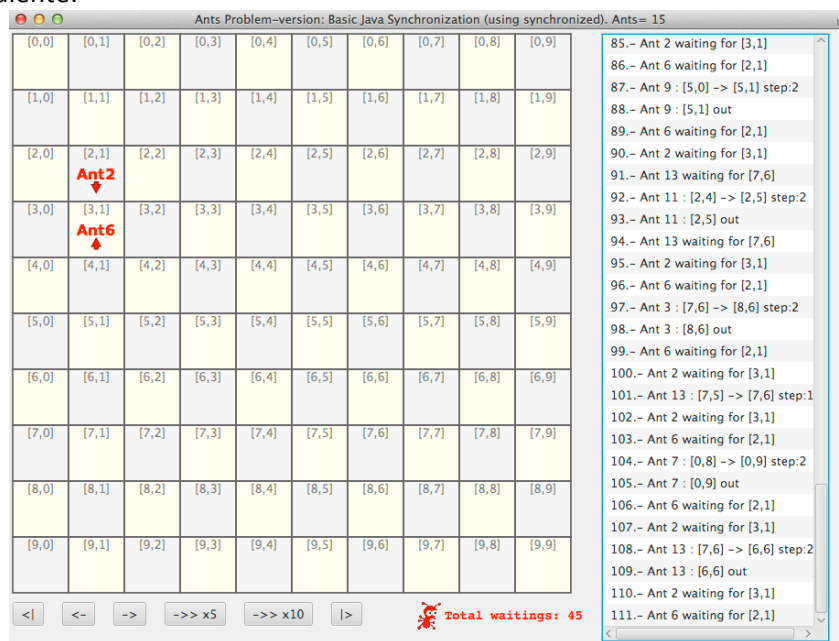 Ants Problem-version: Basic Java Synchronization (using synchronized). Ants= 15
[0,0] [0,1] [0,2] [0,3] [0,4] [0,5] [0,6] [0,7] [0,8] [0,9]
[1,0] [1,1] [1,2] [1,3] [1,4] [1,5] [1,6] [1,7] [1,8] [1,9]
[2,0] [2,1] [2,2] [2,3] [2,4] [2,5] [2,6] [2,7] [2,8] [2,9]
Ant2
[3,0] [3,1] [3,2] [3,3] [3,4] [3,5] [3,6] [3,7] [3,8] [3,9]
Ant6
[4,0] [4,1] [4,2] [4,3] [4,4] [4,5] [4,6] [4,7] [4,8] [4,9]
[5,0] [5,1] [5,2] [5,3] [5,4] [5,5] [5,6] [5,7] [5,8] [5,9]
[6,0] [6,1] [6,2] [6,3] [6,4] [6,5] [6,6] [6,7] [6,8] [6,9]
[7,0] [7,1] [7,2] [7,3] [7,4] [7,5] [7,6] [7,7] [7,8] [7,9]
[8,0] [8,1] [8,2] [8,3] [8,4] [8,5] [8,6] [8,7] [8,8] [8,9]
[9,0] [9,1] [9,2] [9,3] [9,4] [9,5] [9,6] [9,7] [9,8] [9,9]
<| <- -> ->> x5 ->> x10 |> Total waitings: 45
85.- Ant 2 waiting for [3,1]
86.- Ant 6 waiting for [2,1]
87.- Ant 9 : [5,0] -> [5,1] step:2
88.- Ant 9 : [5,1] out
89.- Ant 6 waiting for [2,1]
90.- Ant 2 waiting for [3,1]
91.- Ant 13 waiting for [7,6]
92.- Ant 11 : [2,4] -> [2,5] step:2
93.- Ant 11 : [2,5] out
94.- Ant 13 waiting for [7,6]
95.- Ant 2 waiting for [3,1]
96.- Ant 6 waiting for [2,1]
97.- Ant 3 : [7,6] -> [8,6] step:2
98.- Ant 3 : [8,6] out
99.- Ant 6 waiting for [2,1]
100.- Ant 2 waiting for [3,1]
101.- Ant 13 : [7,5] -> [7,6] step:1
102.- Ant 2 waiting for [3,1]
103.- Ant 6 waiting for [2,1]
104.- Ant 7 : [0,8] -> [0,9] step:2
105.- Ant 7 : [0,9] out
106.- Ant 6 waiting for [2,1]
107.- Ant 2 waiting for [3,1]
108.- Ant 13 : [7,6] -> [6,6] step:2
109.- Ant 13 : [6,6] out
110.- Ant 2 waiting for [3,1]
111.- Ant 6 waiting for [2,1]